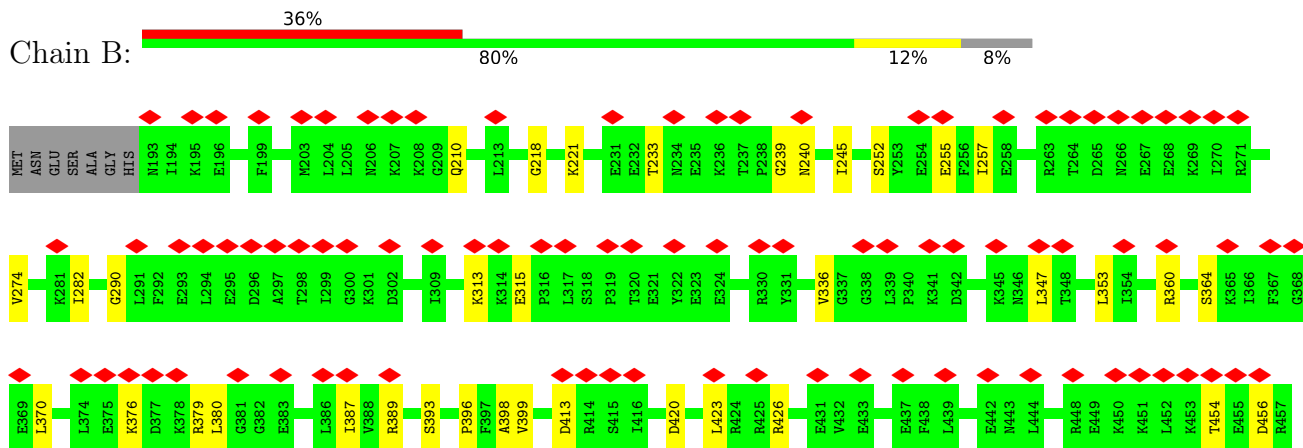 36%
Chain B:
80% 12% 8%
MET ASN GLU SER ALA GLY HIS N193 I194 K195 E196 F199 M203 L204 L205 N206 K207 K208 G209 Q210 L213 G218 K221 E231 E232 T233 N234 E235 K236 T237 P238 G239 N240 I245 S252 Y253 E254 E255 F256 I257 E258 R263 T264 D265 N266 E267 E268 K269 I270 R271
V274 K281 I282 G290 L291 F292 E293 L294 E295 D296 A297 T298 I299 G300 K301 D302 I309 K313 K314 E315 P316 L317 S318 P319 T320 E321 Y322 E323 E324 R330 Y331 V336 G337 G338 L339 P340 K341 D342 K345 N346 L347 T348 L353 I354 R360 S364 K365 I366 F367 G368
E369 L370 L374 E375 K376 D377 K378 R379 L380 G381 G382 E383 L386 I387 V388 R389 S393 P396 F397 A398 V399 D413 R414 S415 I416 D420 L423 R424 R425 R426 E431 V432 E433 E437 F438 L439 E442 N443 L444 R448 E449 K450 K451 L452 K453 T454 E455 D456 R457